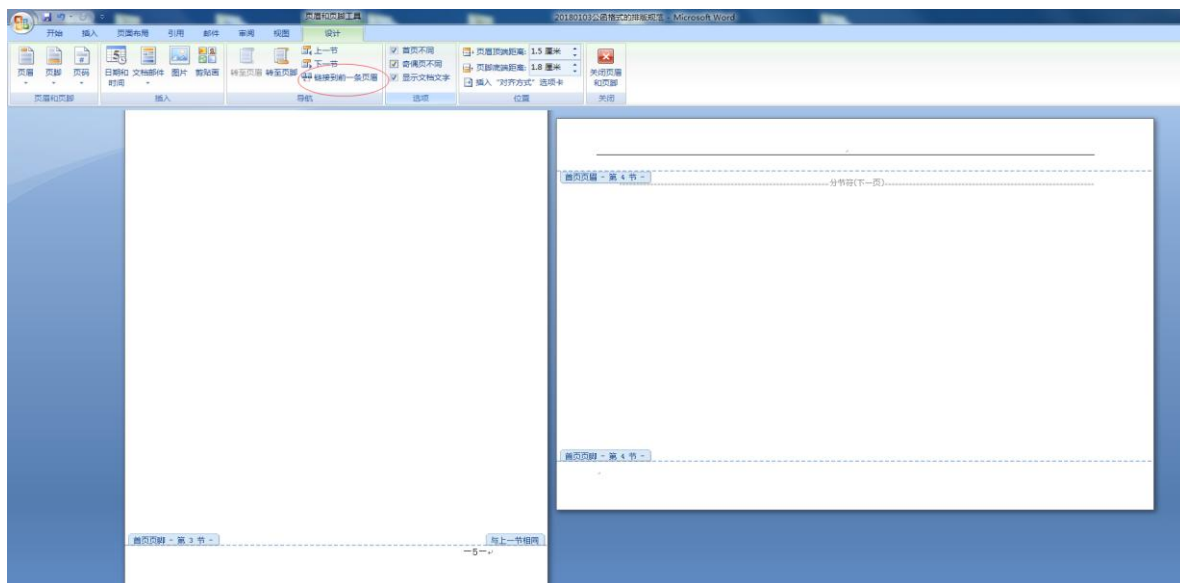 页眉和页脚工具
20180103公函格式的排版规范 - Microsoft Word
开始 插入 页面布局 引用 邮件 审阅 视图 设计
页眉 页脚 页码
页眉和页脚
日期和时间 文档部件 图片 剪贴画
插入
转至页眉 转至页脚
上一节
下一节
链接到前一条页眉
导航
首页不同
奇偶页不同
显示文档文字
选项
页眉顶端距离: 1.5 厘米
页脚底端距离: 1.8 厘米
插入“对齐方式”选项卡
位置
关闭页眉和页脚
关闭
首页页眉 - 第 4 节 -
分节符(下一页)
首页页脚 - 第 4 节 -
首页页脚 - 第 3 节 -
与上一节相同
—5—